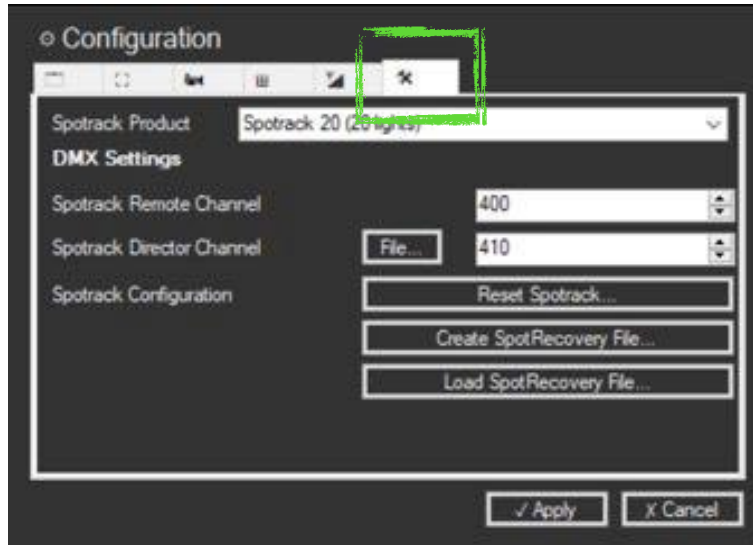 Configuration
Spotrack Product Spotrack 20 (20 lights)
DMX Settings
Spotrack Remote Channel 400
Spotrack Director Channel File... 410
Spotrack Configuration Reset Spotrack...
Create SpotRecovery File...
Load SpotRecovery File...
✓ Apply X Cancel